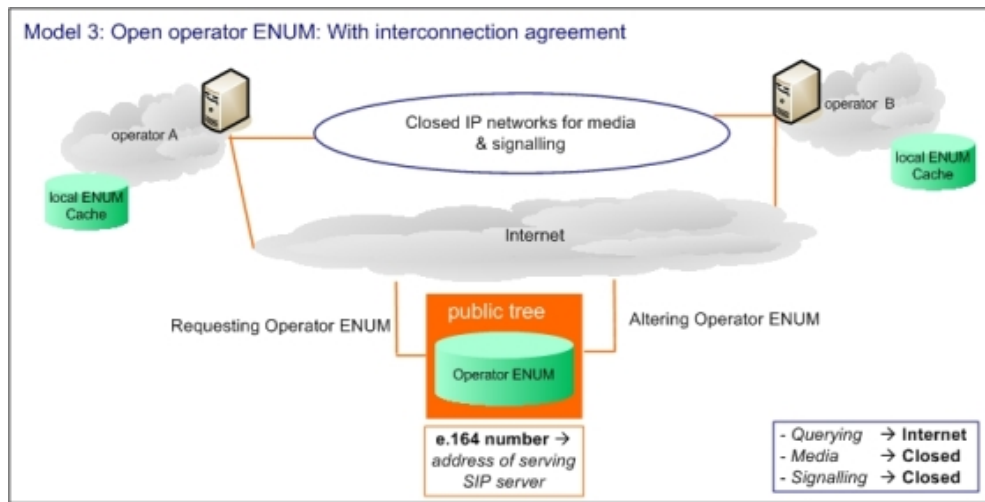 Model 3: Open operator ENUM: With interconnection agreement
operator A
local ENUM
Cache
Closed IP networks for media
& signalling
operator B
local ENUM
Cache
Internet
Requesting Operator ENUM
public tree
Operator ENUM
Altering Operator ENUM
e.164 number →
address of serving
SIP server
- Querying → Internet
- Media → Closed
- Signalling → Closed